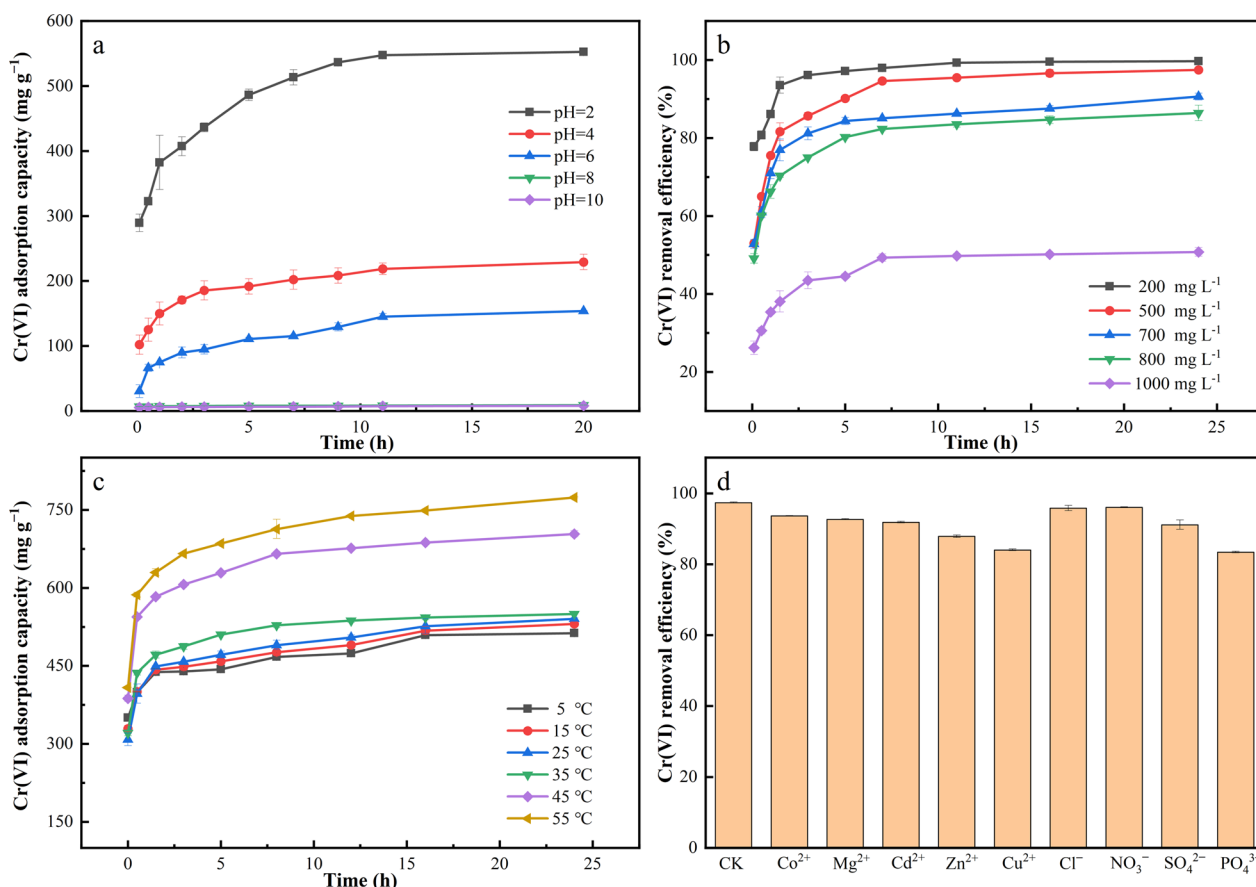 a
Cr(VI) adsorption capacity (mg g⁻¹)
600
500
400
300
200
100
0
pH=2
pH=4
pH=6
pH=8
pH=10
0 5 10 15 20
Time (h)
b
Cr(VI) removal efficiency (%)
100
80
60
40
20
200 mg L⁻¹
500 mg L⁻¹
700 mg L⁻¹
800 mg L⁻¹
1000 mg L⁻¹
0 5 10 15 20 25
Time (h)
c
Cr(VI) adsorption capacity (mg g⁻¹)
750
600
450
300
150
5 ℃
15 ℃
25 ℃
35 ℃
45 ℃
55 ℃
0 5 10 15 20 25
Time (h)
d
Cr(VI) removal efficiency (%)
100
80
60
40
20
0
CK Co²⁺ Mg²⁺ Cd²⁺ Zn²⁺ Cu²⁺ Cl⁻ NO₃⁻ SO₄²⁻ PO₄³⁻